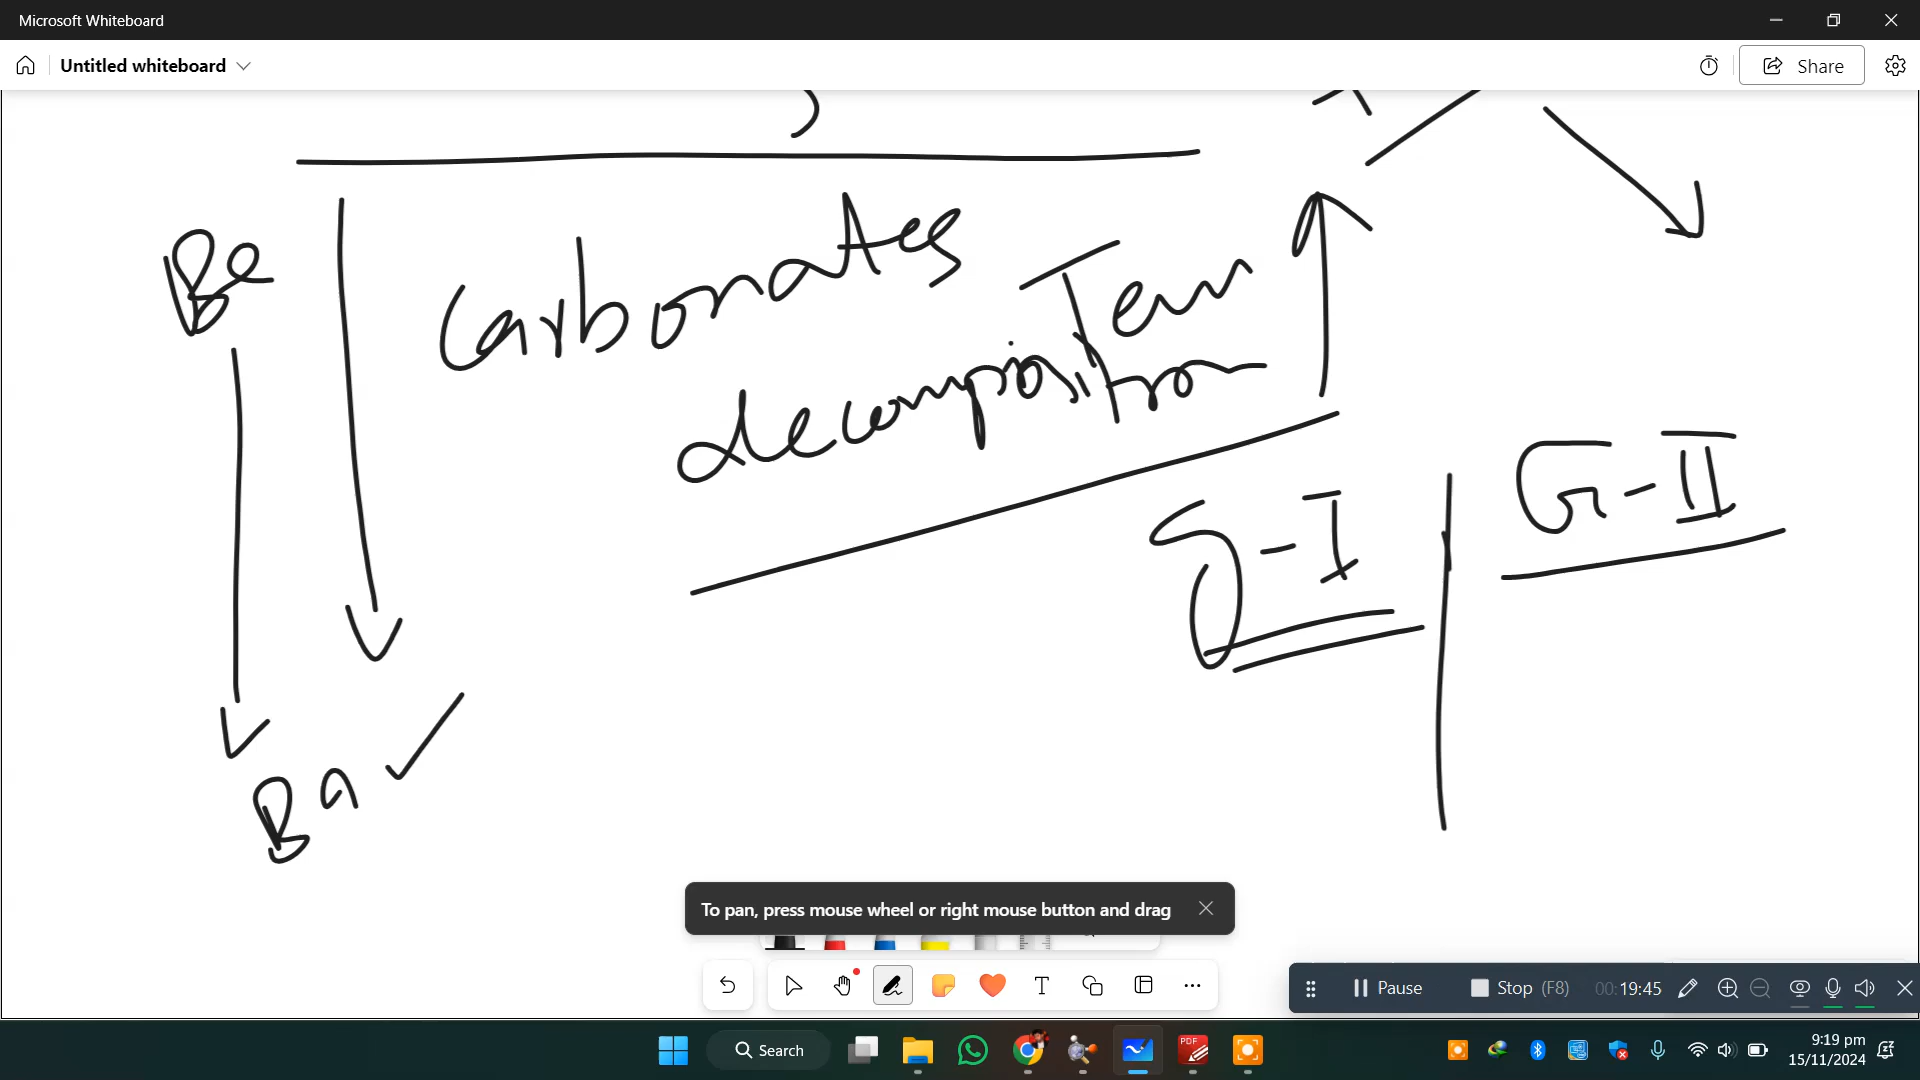 Microsoft Whiteboard
Untitled whiteboard
Share
Be
Carbonates
Tem
decomposition
G-I
G-II
Ba
To pan, press mouse wheel or right mouse button and drag
Pause
Stop (F8)
00:19:45
Search
PDF
9:19 pm
15/11/2024